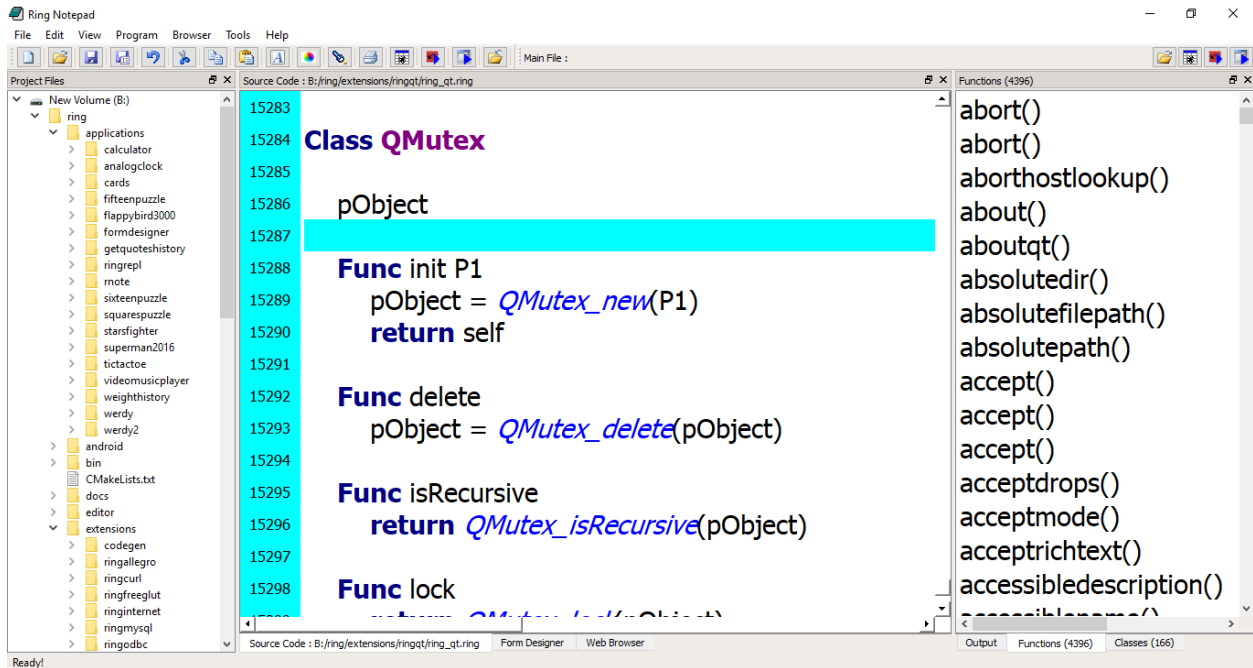 Ring Notepad
File Edit View Program Browser Tools Help
Main File :
Project Files
New Volume (B:)
ring
applications
calculator
analogclock
cards
fifteenpuzzle
flappybird3000
formdesigner
getquoteshistory
ringrepl
rnote
sixteenpuzzle
squarespuzzle
starsfighter
superman2016
tictactoe
videomusicplayer
weighthistory
werdy
werdy2
android
bin
CMakeLists.txt
docs
editor
extensions
codegen
ringallegro
ringcurl
ringfreeglut
ringinternet
ringmysql
ringodbc
Source Code : B:/ring/extensions/ringqt/ring_qt.ring
15283
15284 Class QMutex
15285
15286 pObject
15287
15288 Func init P1
15289 pObject = QMutex_new(P1)
15290 return self
15291
15292 Func delete
15293 pObject = QMutex_delete(pObject)
15294
15295 Func isRecursive
15296 return QMutex_isRecursive(pObject)
15297
15298 Func lock
return QMutex_lock(pObject)
Source Code : B:/ring/extensions/ringqt/ring_qt.ring Form Designer Web Browser
Functions (4396)
abort()
abort()
aborthostlookup()
about()
aboutqt()
absolutedir()
absolutefilepath()
absolutepath()
accept()
accept()
accept()
acceptdrops()
acceptmode()
acceptrichtext()
accessibledescription()
accessiblename()
Output Functions (4396) Classes (166)
Ready!